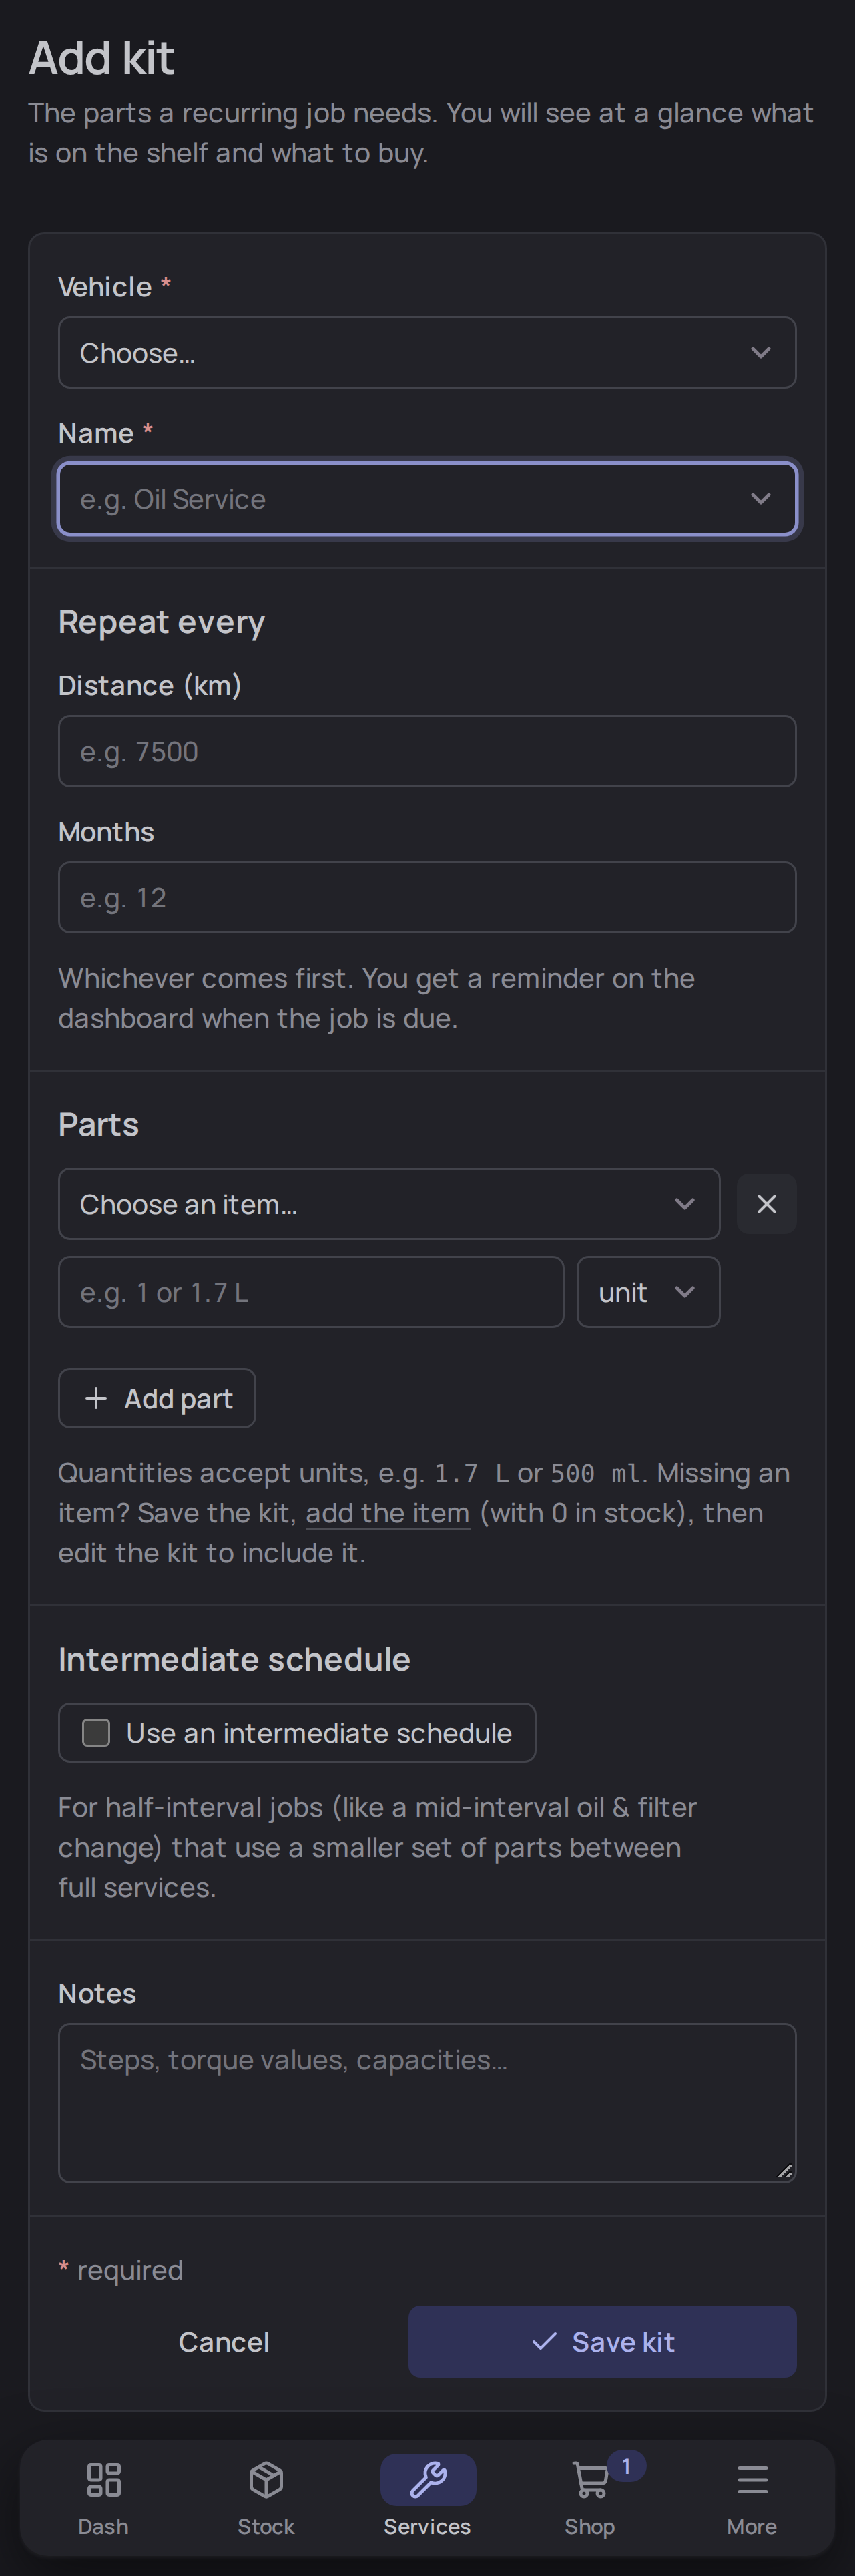 Add kit
The parts a recurring job needs. You will see at a glance what
is on the shelf and what to buy.
Vehicle *
Choose...
Name *
e.g. Oil Service
Repeat every
Distance (km)
e.g. 7500
Months
e.g. 12
Whichever comes first. You get a reminder on the
dashboard when the job is due.
Parts
Choose an item...
e.g. 1 or 1.7 L
unit
Add part
Quantities accept units, e.g. 1.7 L or 500 ml. Missing an
item? Save the kit, add the item (with 0 in stock), then
edit the kit to include it.
Intermediate schedule
Use an intermediate schedule
For half-interval jobs (like a mid-interval oil & filter
change) that use a smaller set of parts between
full services.
Notes
Steps, torque values, capacities...
* required
Cancel
Save kit
1
Dash
Stock
Services
Shop
More